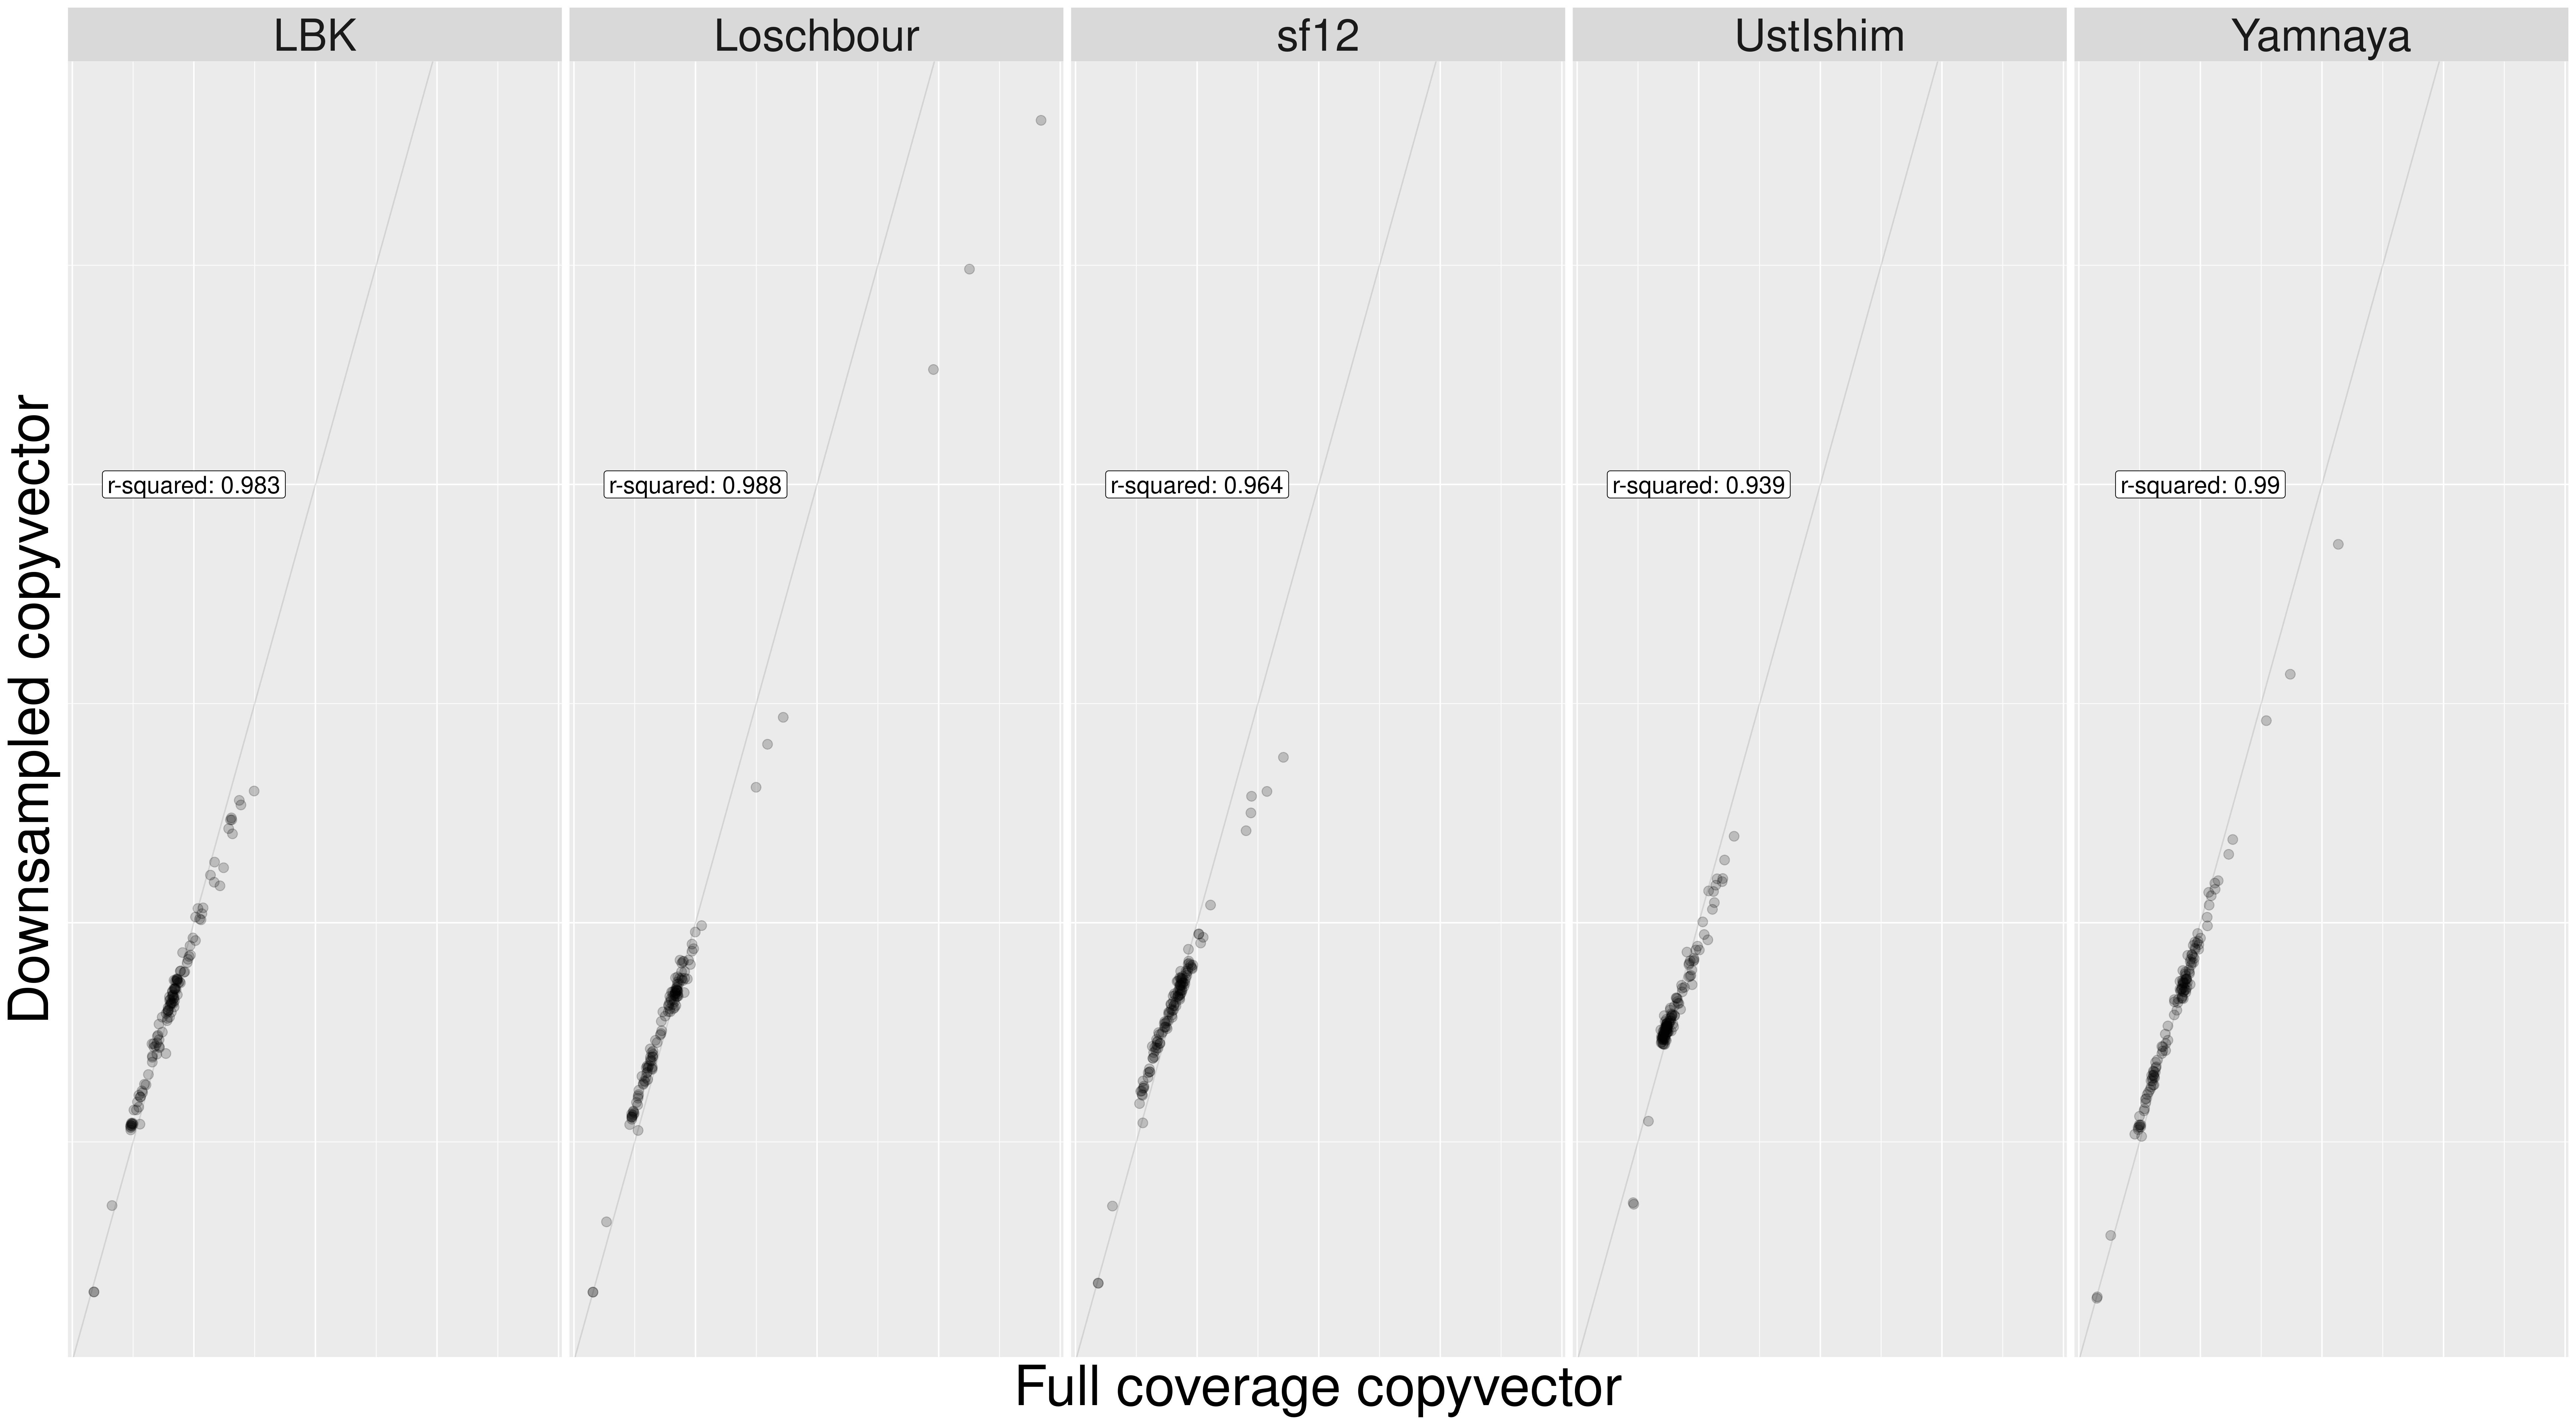 LBK
Loschbour
sf12
UstIshim
Yamnaya
Downsampled copyvector
r-squared: 0.983
r-squared: 0.988
r-squared: 0.964
r-squared: 0.939
r-squared: 0.99
Full coverage copyvector